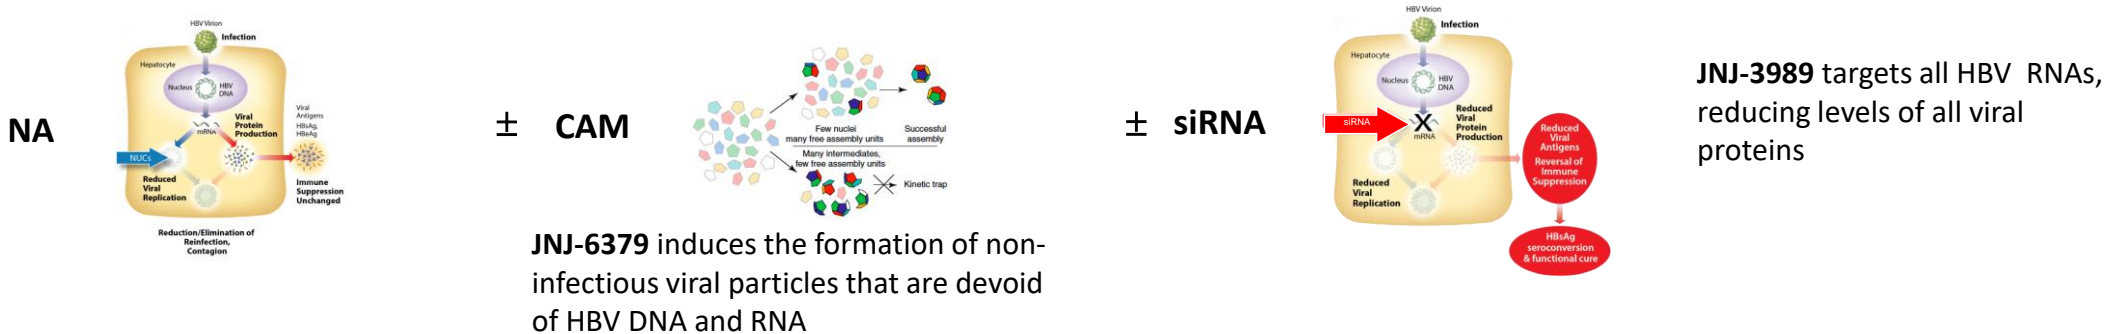 NA
HBV Virion
Infection
Hepatocyte
Nucleus
HBV
DNA
mRNA
Viral
Protein
Production
Viral
Antigens
HBsAg,
HBeAg
NUCs
Reduced
Viral
Replication
Immune
Suppression
Unchanged
Reduction/Elimination of
Reinfection,
Contagion
± CAM
Few nuclei
many free assembly units
Successful
assembly
Many intermediates,
few free assembly units
Kinetic trap
JNJ-6379 induces the formation of non-
infectious viral particles that are devoid
of HBV DNA and RNA
± siRNA
HBV Virion
Infection
Hepatocyte
Nucleus
HBV
DNA
siRNA
X
mRNA
Reduced
Viral
Protein
Production
Reduced
Viral
Antigens
Reversal of
Immune
Suppression
Reduced
Viral
Replication
HBsAg
seroconversion
& functional cure
JNJ-3989 targets all HBV RNAs,
reducing levels of all viral
proteins